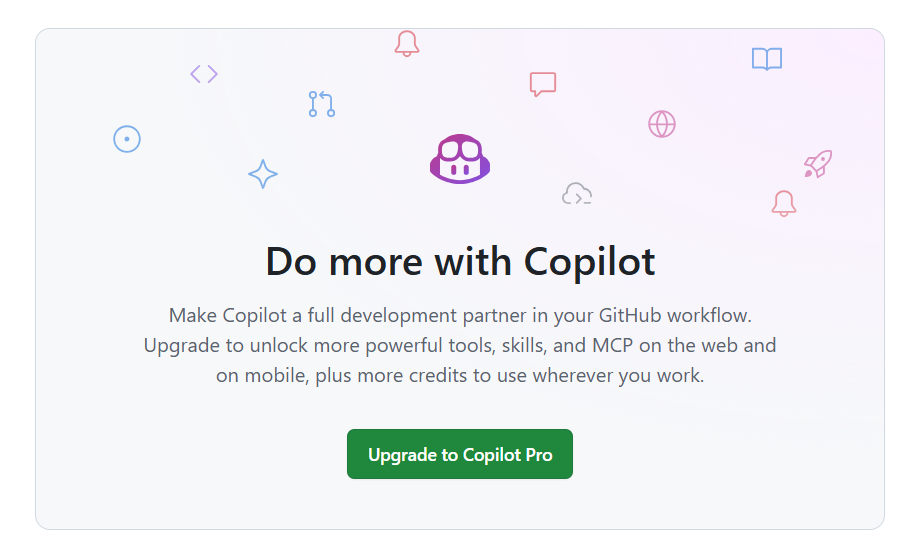 Do more with Copilot
Make Copilot a full development partner in your GitHub workflow.
Upgrade to unlock more powerful tools, skills, and MCP on the web and
on mobile, plus more credits to use wherever you work.
Upgrade to Copilot Pro